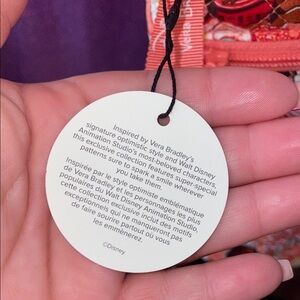 Inspired by Vera Bradley's
signature optimistic style and Walt Disney
Animation Studio's most beloved characters,
this exclusive collection features super-special
patterns sure to spark a smile wherever
you take them.
Inspirée par le style optimiste emblématique
de Vera Bradley et les personnages les plus
populaires du Walt Disney Animation Studio,
cette collection exclusive inclut des motifs
exceptionnels qui ne manqueront pas
de faire sourire partout où vous
les emmènerez.
©Disney